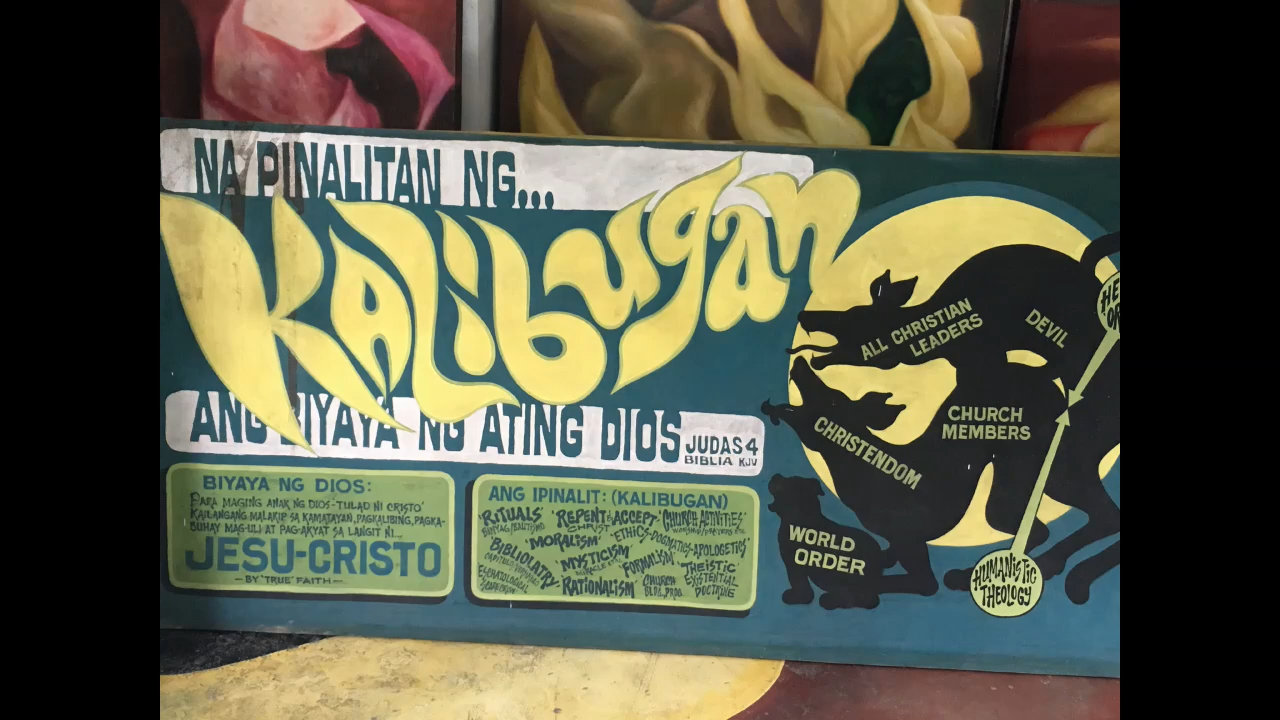 NA PINALITAN NG...
Kalibugan
ANG BIYAYA NG ATING DIOS
JUDAS 4
BIBLIA KJV
BIYAYA NG DIOS:
PARA MAGING ANAK NG DIOS-'TULAD NI CRISTO'
KAILANGANG MALAKIP SA KAMATAYAN, PAGKALIBING, PAGKA-
BUHAY MAG-ULI AT PAG-AKYAT SA LANGIT NI...
JESU-CRISTO
—BY 'TRUE' FAITH—
ANG IPINALIT: (KALIBUGAN)
'RITUALS'
'REPENT & ACCEPT'
CHRIST
'CHURCH ACTIVITIES'
'MORALISM'
'ETHICS-DOGMATICS-APOLOGETICS'
'BIBLIOLATRY'
MYSTICISM
FORMALISM
'THEISTIC'
EXISTENTIAL
DOCTRINE
RATIONALISM
CHURCH
BLDG. PROG.
ESCHATOLOGICAL
ALL CHRISTIAN
LEADERS
DEVIL
CHURCH
MEMBERS
CHRISTENDOM
WORLD
ORDER
HUMANISTIC
THEOLOGY